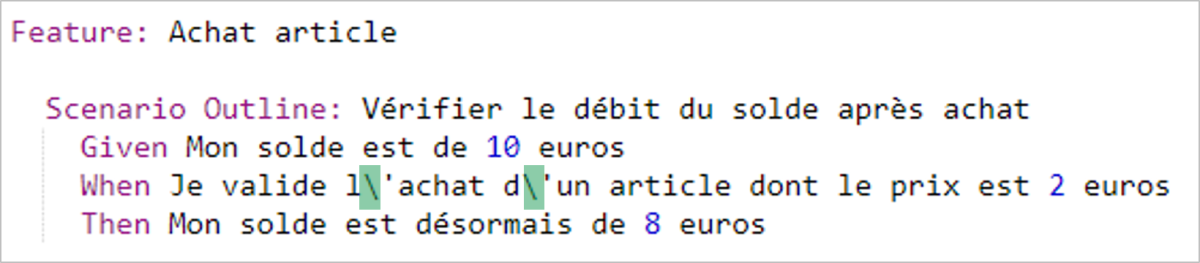 Feature: Achat article
Scenario Outline: Vérifier le débit du solde après achat
Given Mon solde est de 10 euros
When Je valide l\'achat d\'un article dont le prix est 2 euros
Then Mon solde est désormais de 8 euros